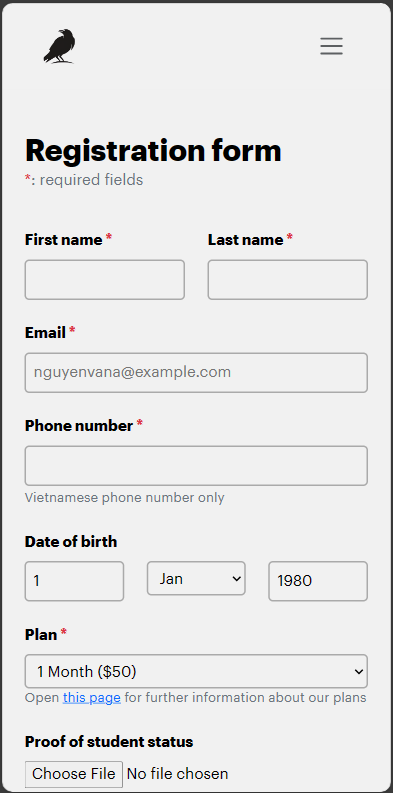 Registration form
*: required fields
First name * Last name *
Email *
nguyenvana@example.com
Phone number *
Vietnamese phone number only
Date of birth
1 Jan 1980
Plan *
1 Month ($50)
Open this page for further information about our plans
Proof of student status
Choose File No file chosen